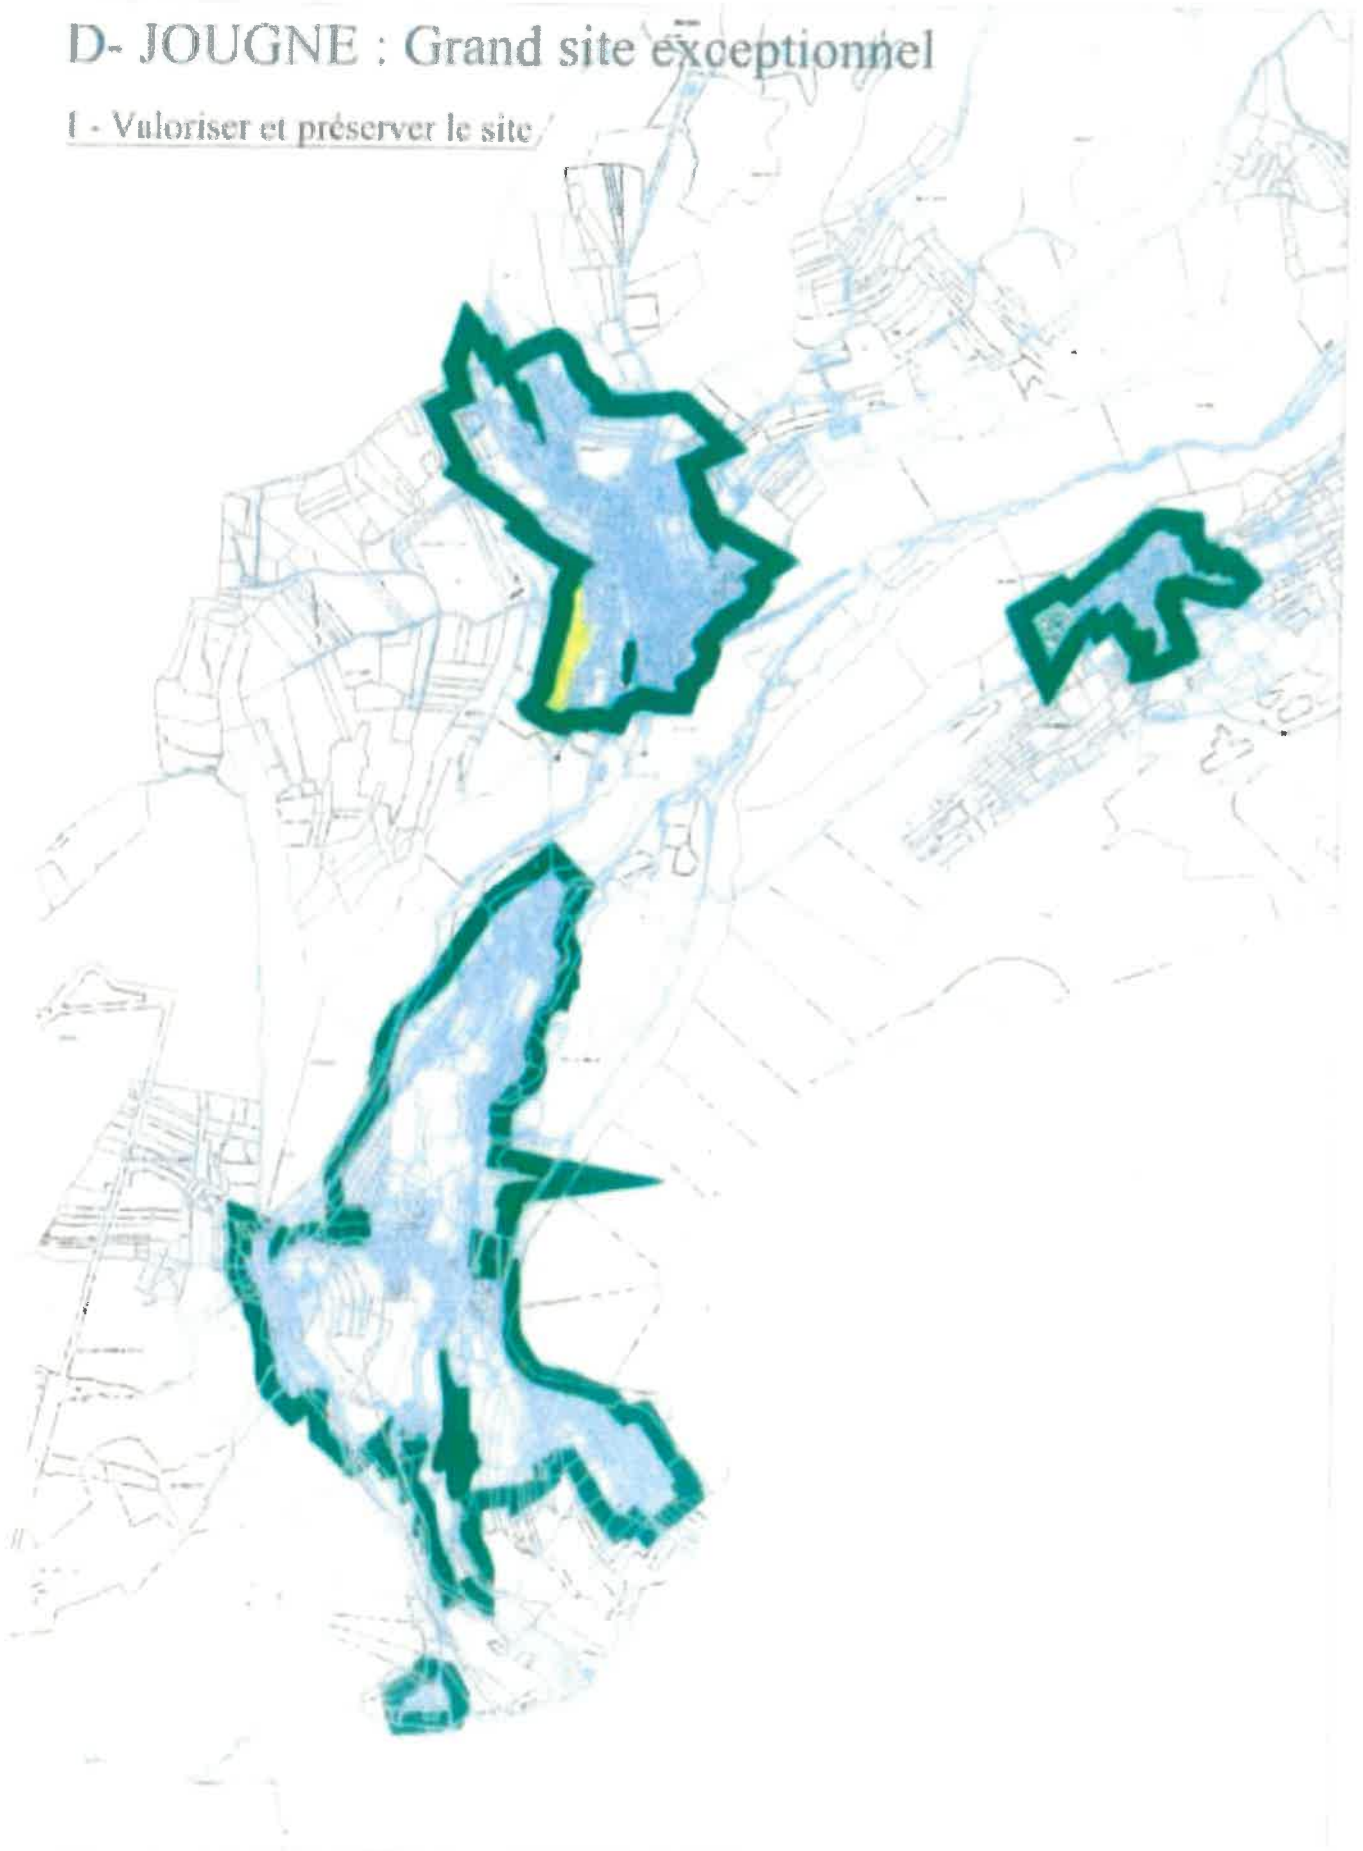 D- JOUGNE : Grand site exceptionnel
I - Valoriser et préserver le site